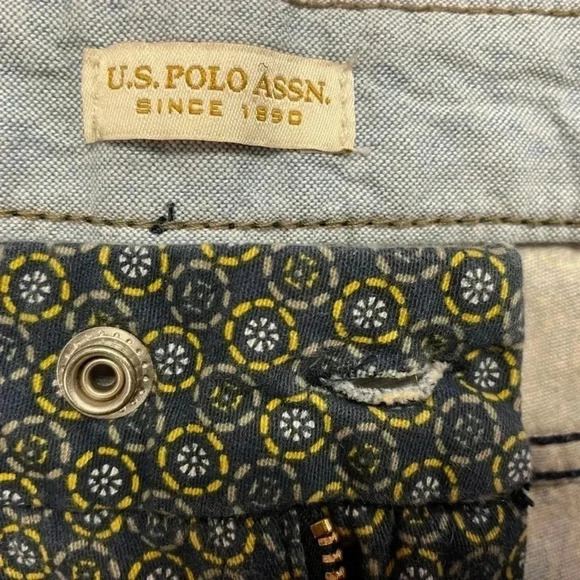 U.S. POLO ASSN.
SINCE 1890